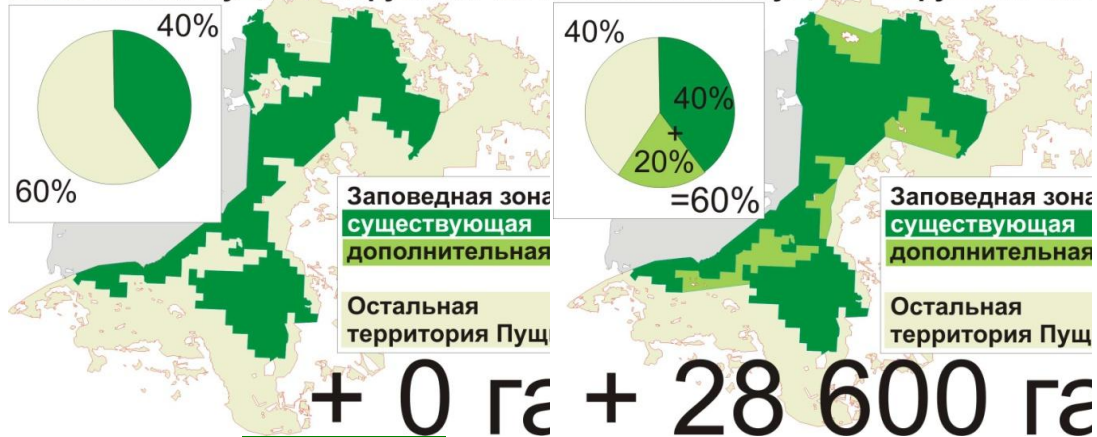 40%
60%
Заповедная зона
существующая
дополнительная
Остальная
территория Пущ
+ 0 га
40%
40%
+
20%
=60%
Заповедная зона
существующая
дополнительная
Остальная
территория Пущ
+ 28 600 га